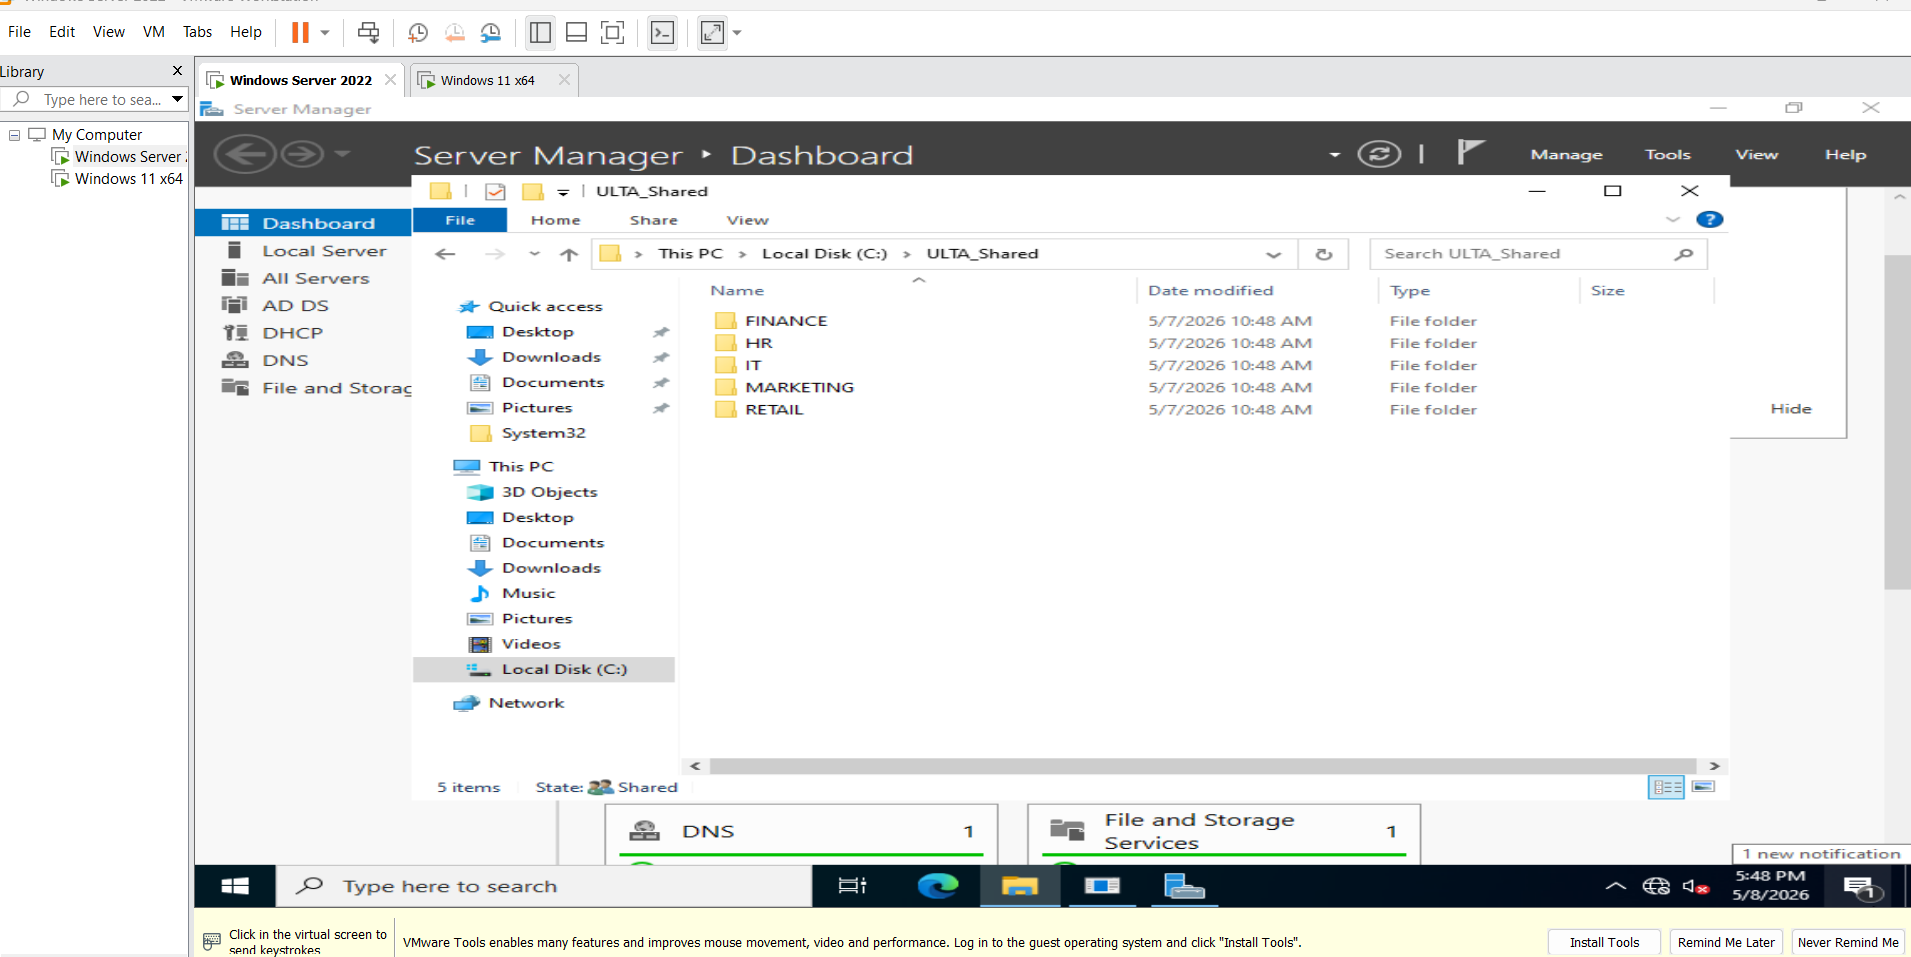 File Edit View VM Tabs Help
Library
Windows Server 2022
Windows 11 x64
Type here to sea...
Server Manager
My Computer
Windows Server
Windows 11 x64
Server Manager ‣ Dashboard
Manage Tools View Help
ULTA_Shared
File Home Share View
This PC > Local Disk (C:) > ULTA_Shared
Search ULTA_Shared
Dashboard
Local Server
All Servers
AD DS
DHCP
DNS
File and Storag
Quick access
Desktop
Downloads
Documents
Pictures
System32
This PC
3D Objects
Desktop
Documents
Downloads
Music
Pictures
Videos
Local Disk (C:)
Network
Name Date modified Type Size
FINANCE 5/7/2026 10:48 AM File folder
HR 5/7/2026 10:48 AM File folder
IT 5/7/2026 10:48 AM File folder
MARKETING 5/7/2026 10:48 AM File folder
RETAIL 5/7/2026 10:48 AM File folder
Hide
5 items State: Shared
DNS 1
File and Storage Services 1
1 new notification
Type here to search
5:48 PM
5/8/2026
1
Click in the virtual screen to
send keystrokes
VMware Tools enables many features and improves mouse movement, video and performance. Log in to the guest operating system and click "Install Tools".
Install Tools
Remind Me Later
Never Remind Me